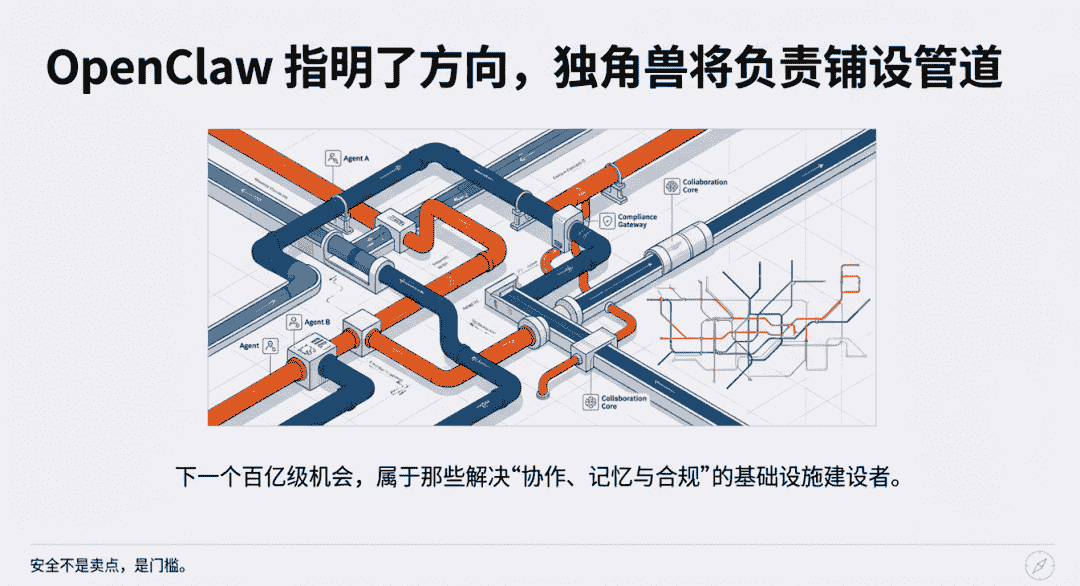 OpenClaw 指明了方向，独角兽将负责铺设管道
Agent A
Collaboration
Core
Compliance
Gateway
Agent B
Agent
Collsboration
Core
下一个百亿级机会，属于那些解决“协作、记忆与合规”的基础设施建设者。
安全不是卖点，是门槛。